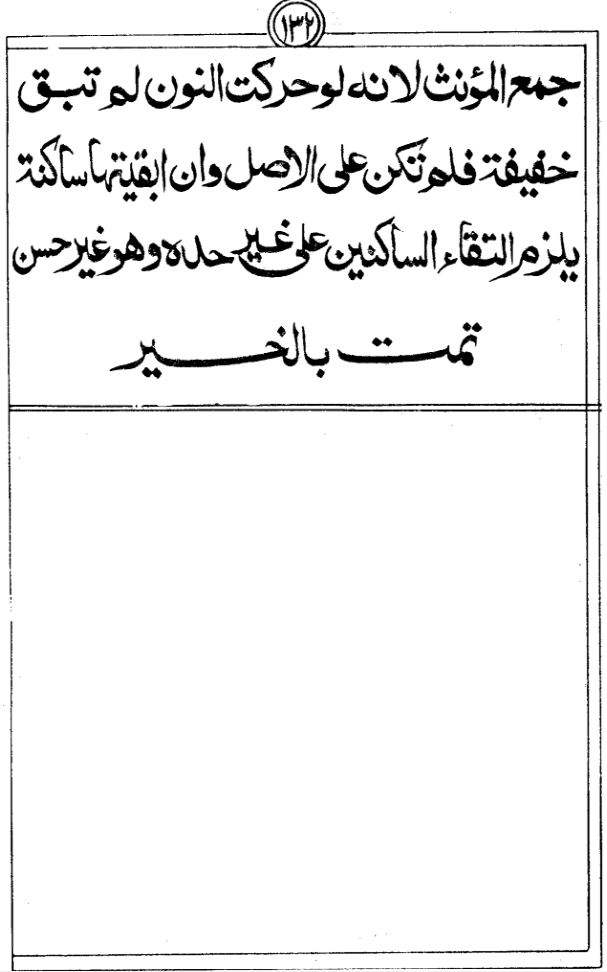 ١٣٢
جمع المؤنث لانه لو حركت النون لم تبق
خفيفة فلم تكن على الاصل وان ابقيتها ساكنة
يلزم التقاء الساكنين على غير حده وهو غير حسن
تمت بالخير